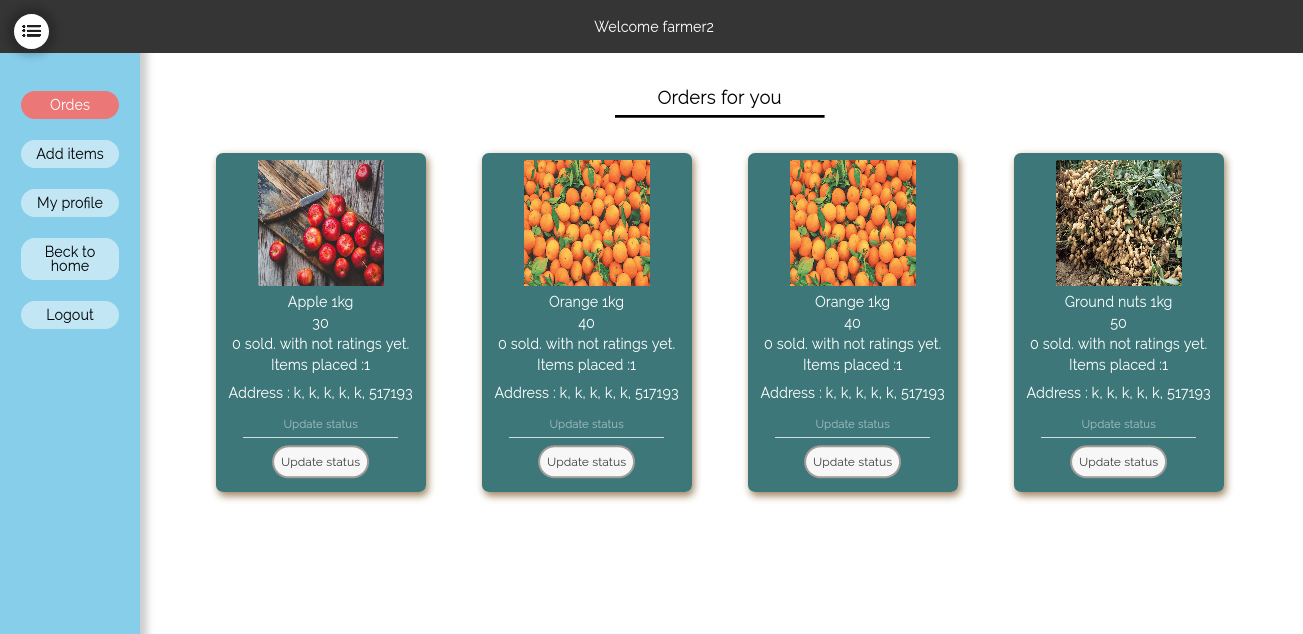 Welcome farmer2
Ordes
Add items
My profile
Beck to
home
Logout
Orders for you
Apple 1kg
30
0 sold. with not ratings yet.
Items placed :1
Address : k, k, k, k, k, 517193
Update status
Update status
Orange 1kg
40
0 sold. with not ratings yet.
Items placed :1
Address : k, k, k, k, k, 517193
Update status
Update status
Orange 1kg
40
0 sold. with not ratings yet.
Items placed :1
Address : k, k, k, k, k, 517193
Update status
Update status
Ground nuts 1kg
50
0 sold. with not ratings yet.
Items placed :1
Address : k, k, k, k, k, 517193
Update status
Update status